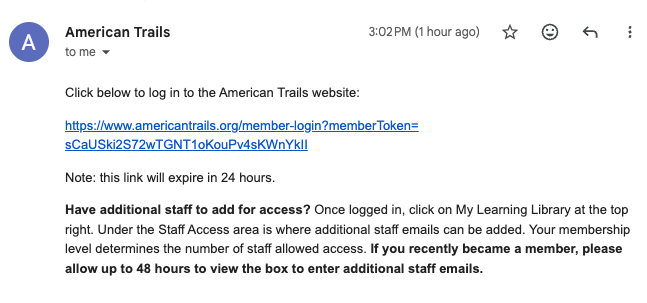 A
American Trails
3:02 PM (1 hour ago)
to me
Click below to log in to the American Trails website:
https://www.americantrails.org/member-login?memberToken=
sCaUSki2S72wTGNT1oKouPv4sKWnYkII
Note: this link will expire in 24 hours.
Have additional staff to add for access? Once logged in, click on My Learning Library at the top
right. Under the Staff Access area is where additional staff emails can be added. Your membership
level determines the number of staff allowed access. If you recently became a member, please
allow up to 48 hours to view the box to enter additional staff emails.